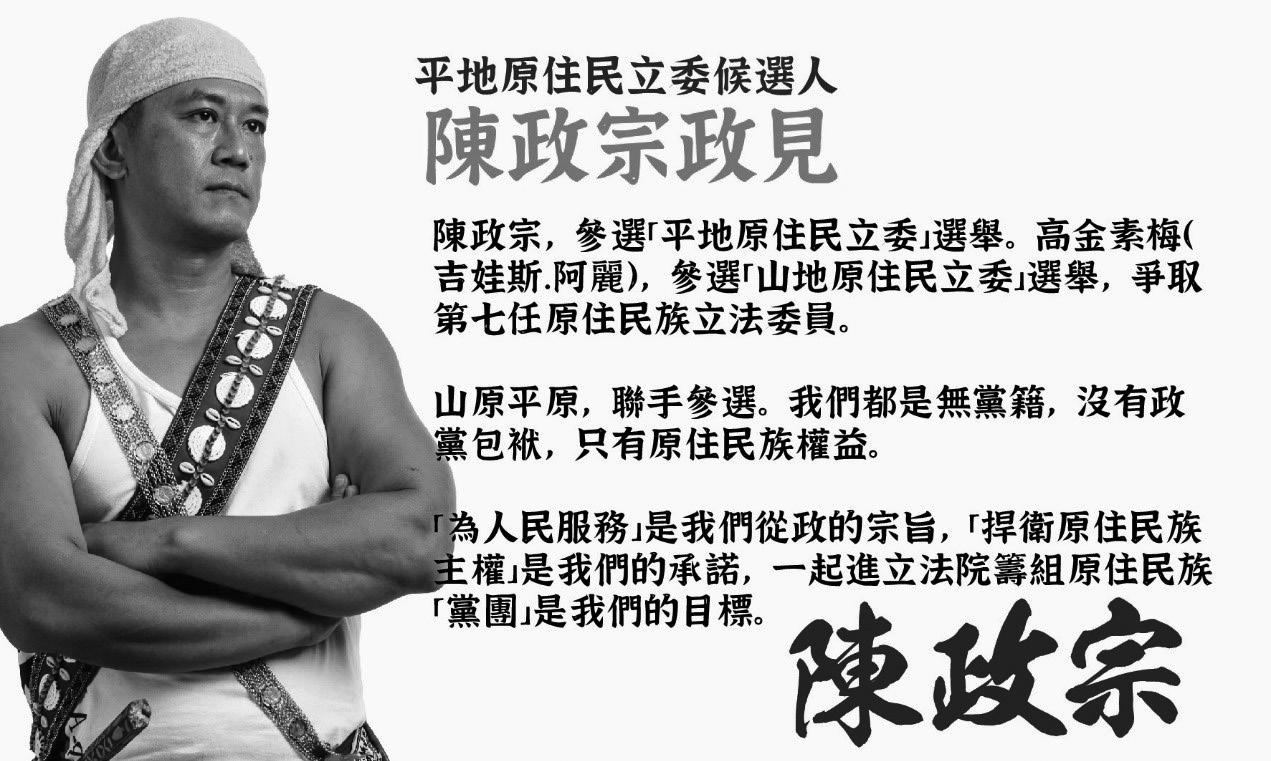 平地原住民立委候選人
陳政宗政見
陳政宗，參選「平地原住民立委」選舉。高金素梅(
吉娃斯.阿麗)，參選「山地原住民立委」選舉，爭取
第七任原住民族立法委員。
山原平原，聯手參選。我們都是無黨籍，沒有政
黨包袱，只有原住民族權益。
「為人民服務」是我們從政的宗旨，「捍衛原住民族
主權」是我們的承諾，一起進立法院籌組原住民族
「黨團」是我們的目標。
陳政宗